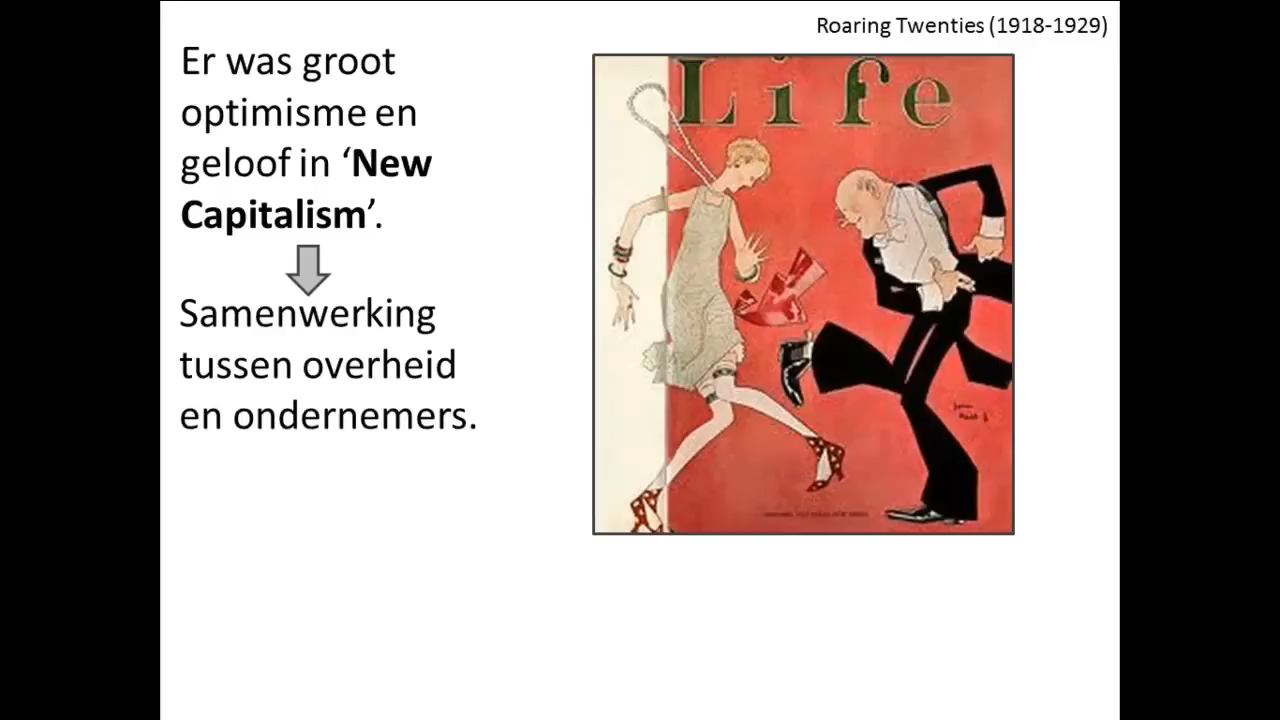 Roaring Twenties (1918-1929)
Er was groot
optimisme en
geloof in ‘New
Capitalism’.
Samenwerking
tussen overheid
en ondernemers.
Life